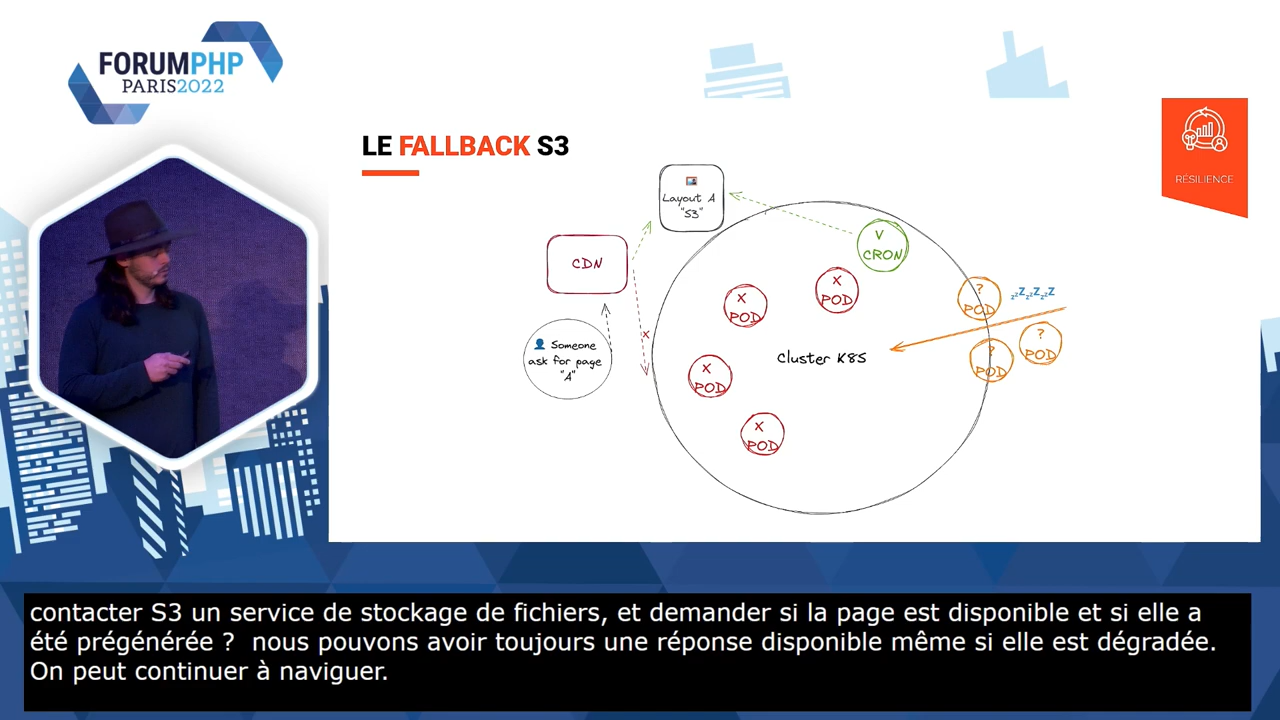 FORUMPHP
PARIS2022
LE FALLBACK S3
RÉSILIENCE
Layout A
"S3"
V
CRON
CDN
X
POD
X
POD
?
POD
zzZzzZzzZzzZ
?
POD
?
POD
x
👤 Someone
ask for page
"A"
Cluster K8S
X
POD
X
POD
contacter S3 un service de stockage de fichiers, et demander si la page est disponible et si elle a
été prégénérée ?  nous pouvons avoir toujours une réponse disponible même si elle est dégradée.
On peut continuer à naviguer.